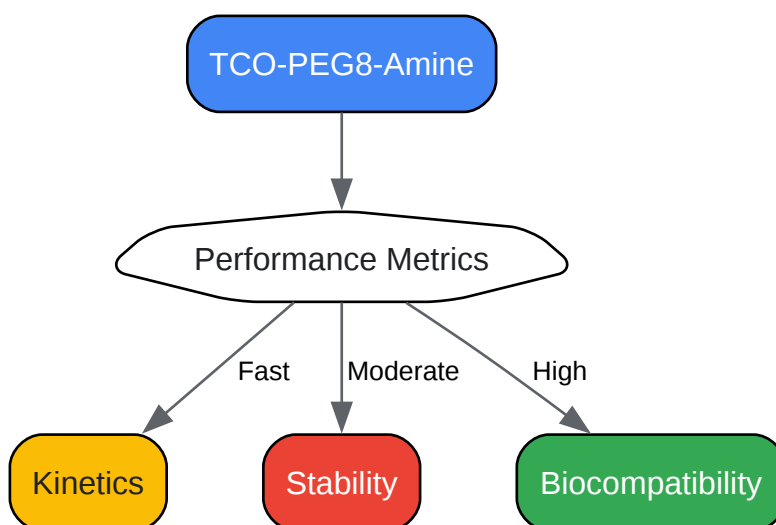 TCO-PEG8-Amine
Performance Metrics
Fast
Moderate
High
Kinetics
Stability
Biocompatibility